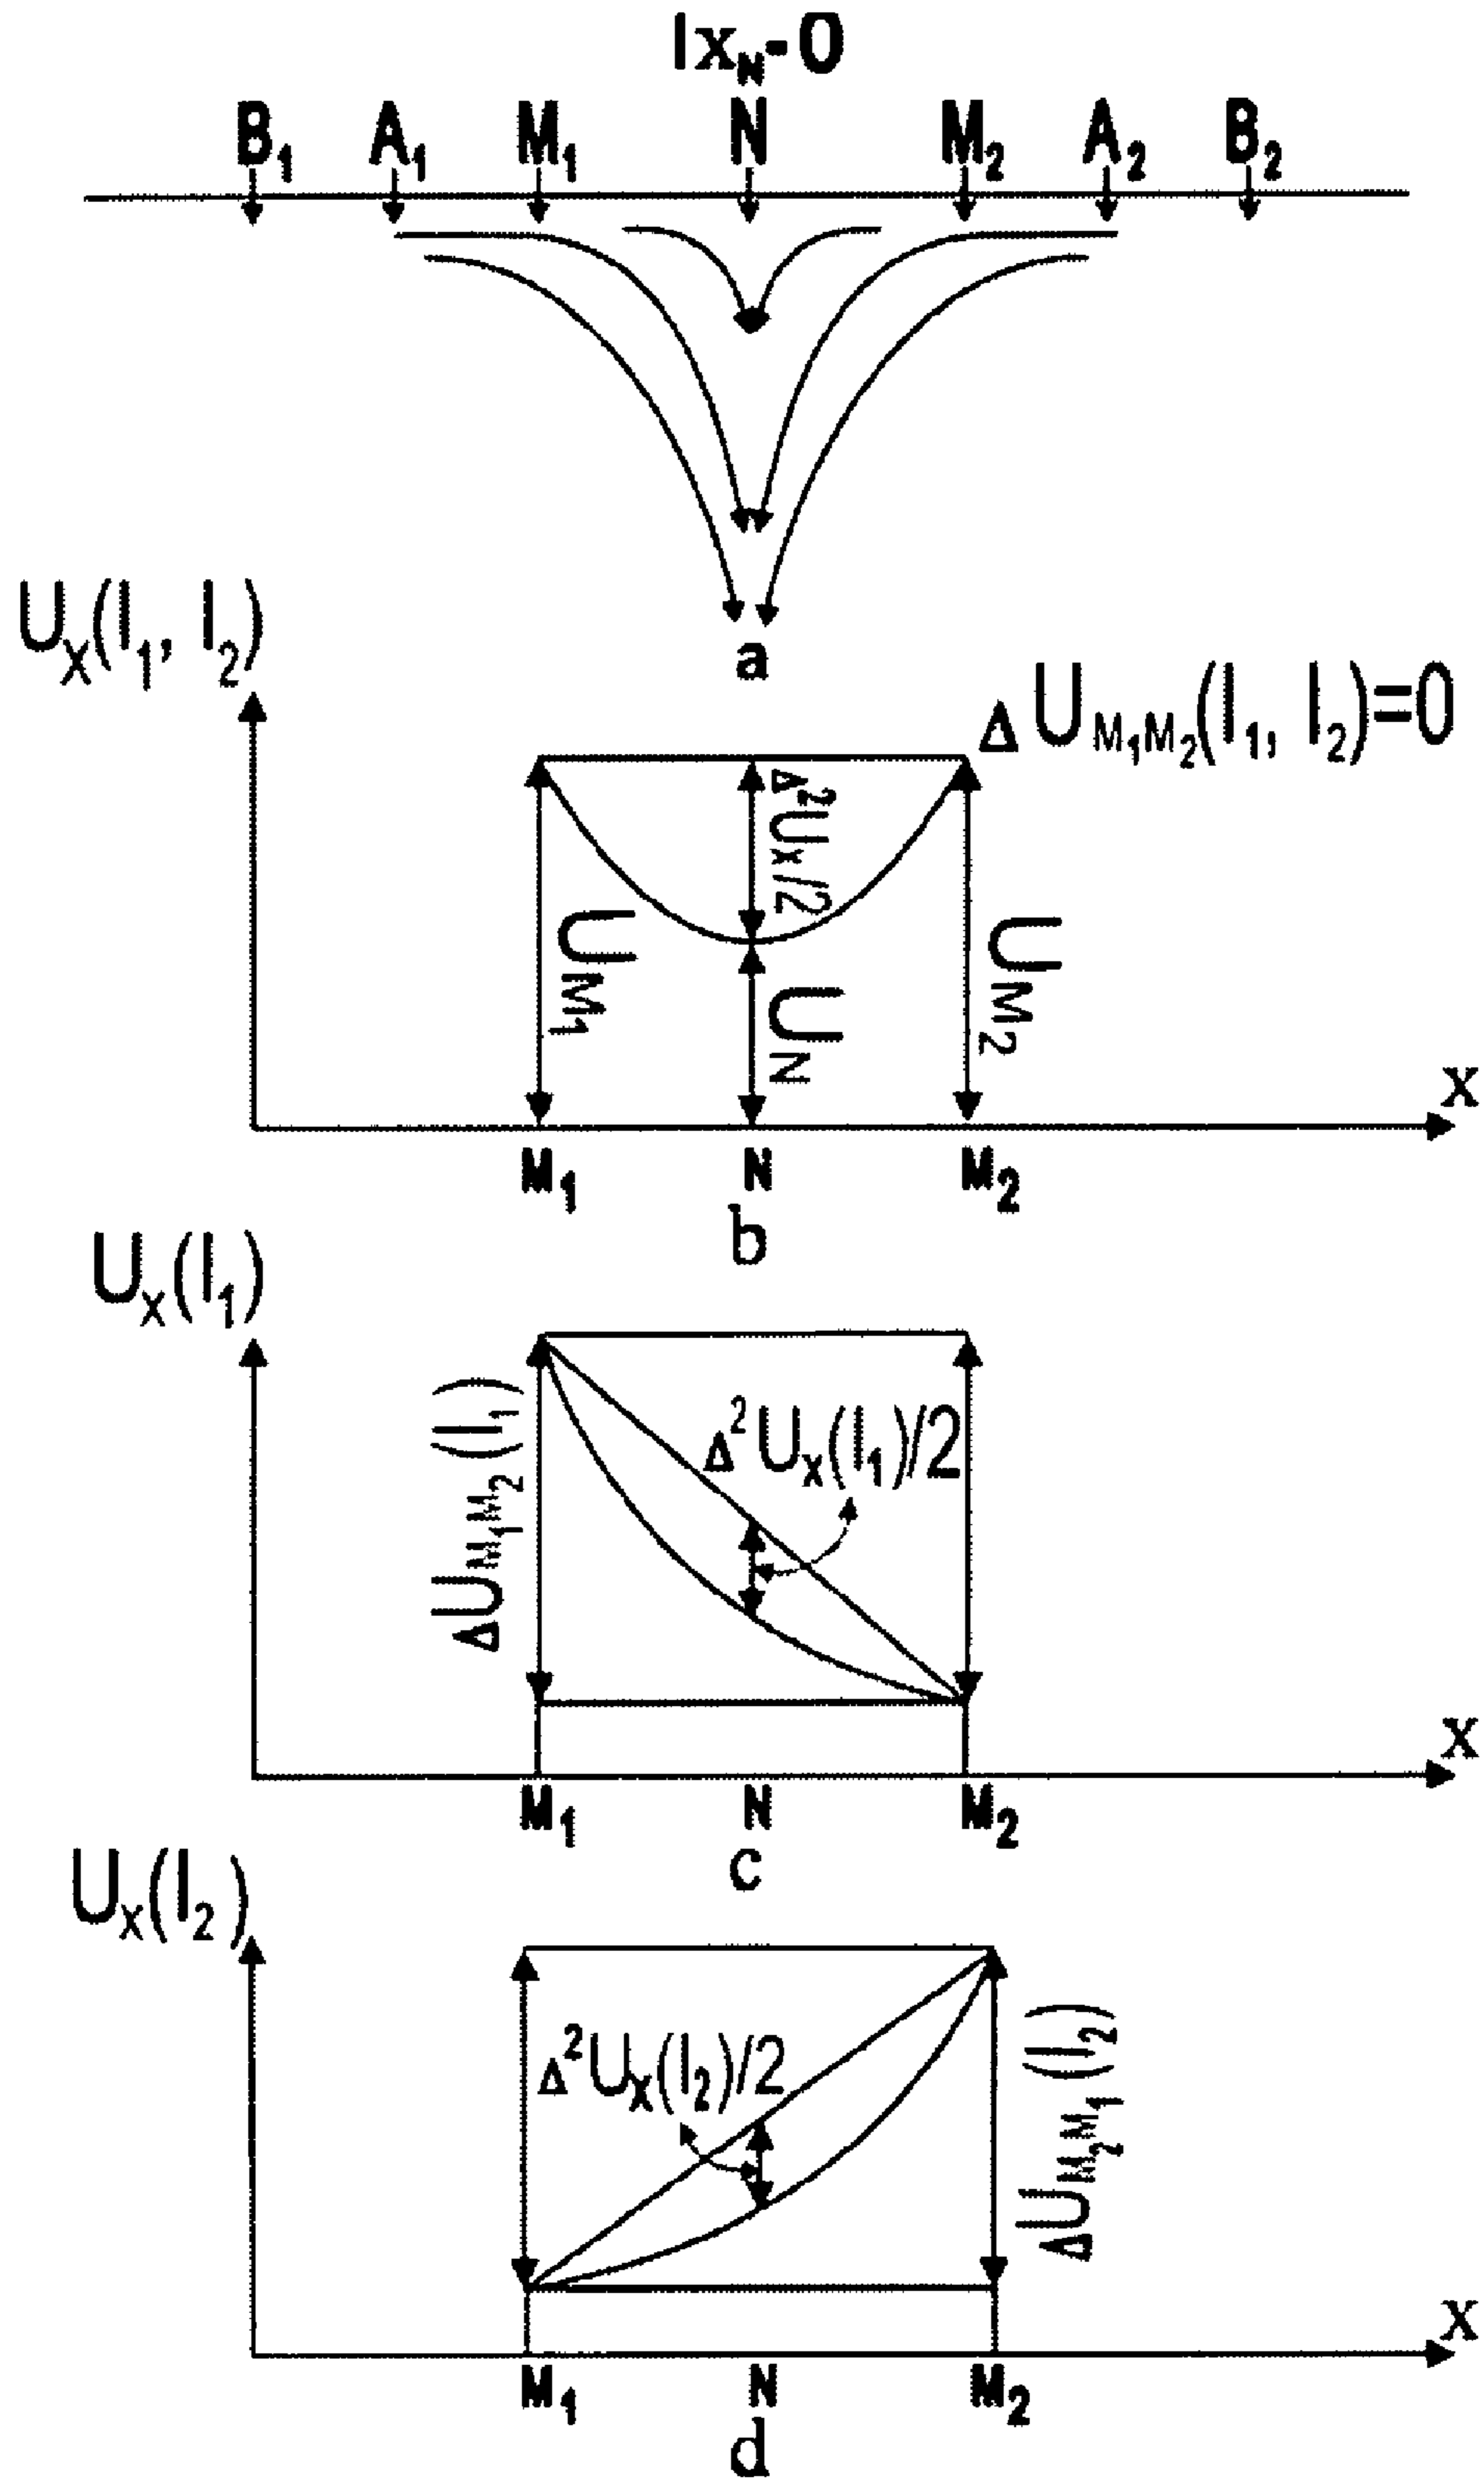 Ix_N-0
B₁ A₁ M₁ N M₂ A₂ B₂
a
Uₓ(I₁, I₂)
Δ U_M₁M₂(I₁, I₂)=0
Δ²Uₓ/2
U_M₁
U_N
U_M₂
x
M₁ N M₂
b
Uₓ(I₁)
ΔU_M₁M₂(I₁)
Δ²Uₓ(I₁)/2
x
M₁ N M₂
c
Uₓ(I₂)
Δ²Uₓ(I₂)/2
ΔU_M₂M₁(I₂)
x
M₁ N M₂
d